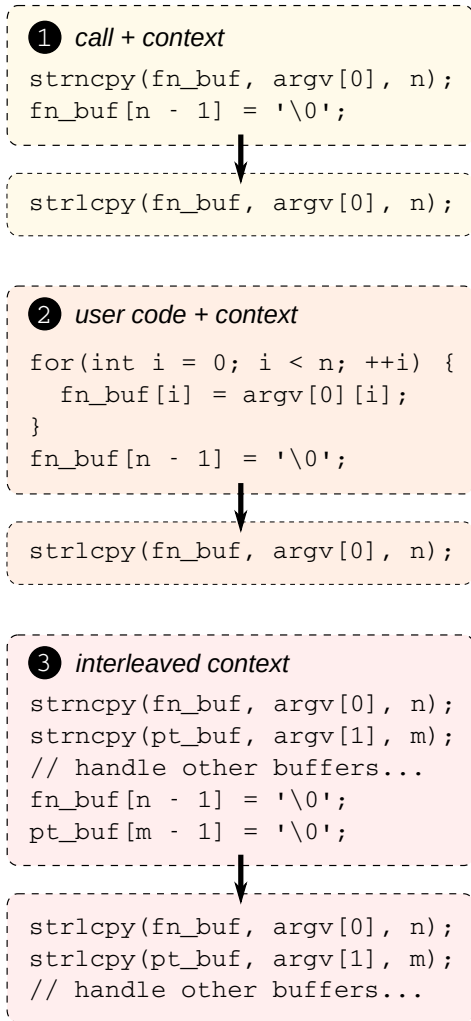 1 call + context
strncpy(fn_buf, argv[0], n);
fn_buf[n - 1] = '\0';
strlcpy(fn_buf, argv[0], n);
2 user code + context
for(int i = 0; i < n; ++i) {
  fn_buf[i] = argv[0][i];
}
fn_buf[n - 1] = '\0';
strlcpy(fn_buf, argv[0], n);
3 interleaved context
strncpy(fn_buf, argv[0], n);
strncpy(pt_buf, argv[1], m);
// handle other buffers...
fn_buf[n - 1] = '\0';
pt_buf[m - 1] = '\0';
strlcpy(fn_buf, argv[0], n);
strlcpy(pt_buf, argv[1], m);
// handle other buffers...